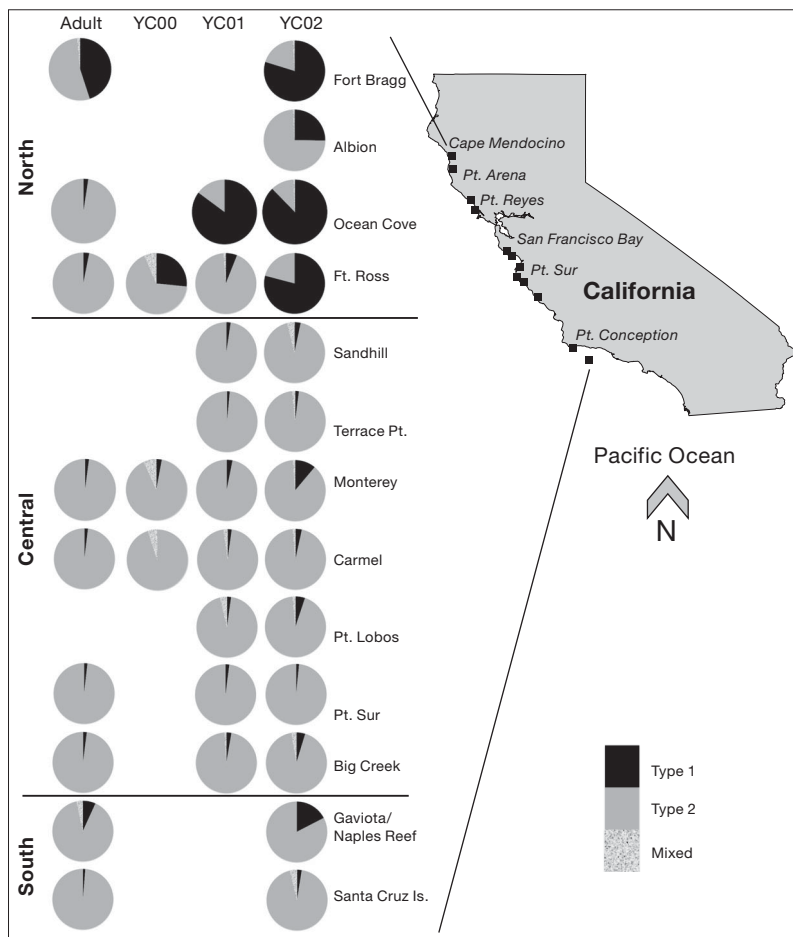 Adult YC00 YC01 YC02
North
Fort Bragg
Albion
Ocean Cove
Ft. Ross
Central
Sandhill
Terrace Pt.
Monterey
Carmel
Pt. Lobos
Pt. Sur
Big Creek
South
Gaviota/
Naples Reef
Santa Cruz Is.
Cape Mendocino
Pt. Arena
Pt. Reyes
San Francisco Bay
Pt. Sur
California
Pt. Conception
Pacific Ocean
N
Type 1
Type 2
Mixed